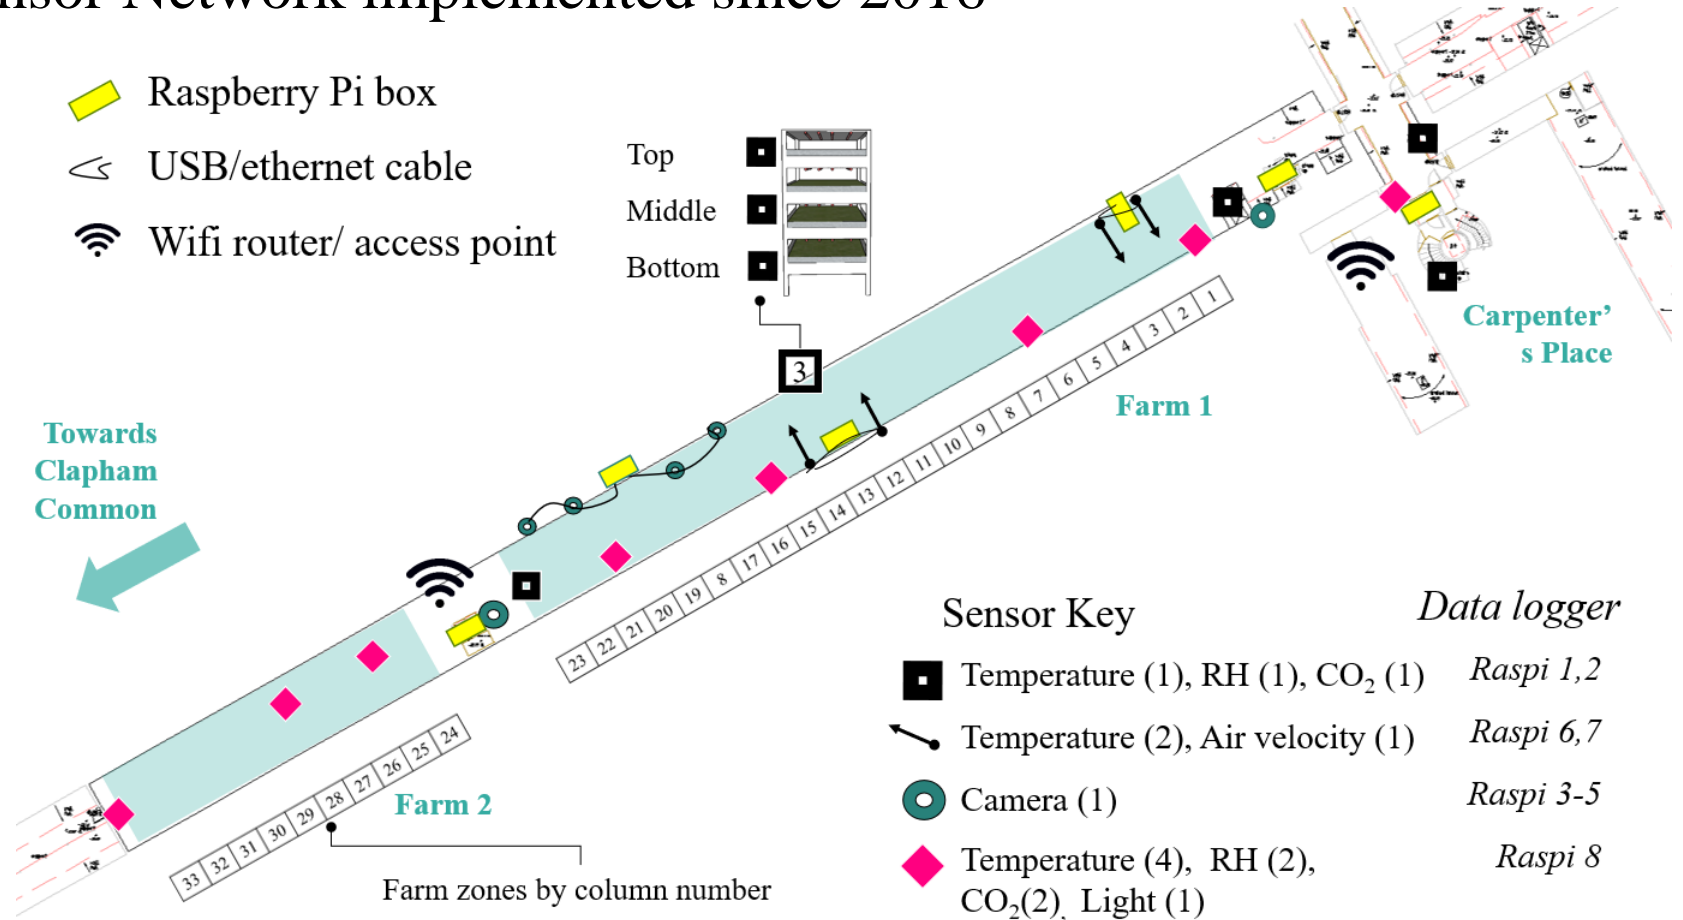 nsor Network Implemented since 2016
Raspberry Pi box
USB/ethernet cable
Wifi router/ access point
Top
Middle
Bottom
3
Carpenter’
s Place
Farm 1
1 2 3 4 5 6 7 8 9 10 11 12 13 14 15 16 17 8 19 20 21 22 23
Towards
Clapham
Common
24 25 26 27 28 29 30 31 32 33
Farm 2
Farm zones by column number
Sensor Key
Data logger
Temperature (1), RH (1), CO₂ (1)
Raspi 1,2
Temperature (2), Air velocity (1)
Raspi 6,7
Camera (1)
Raspi 3-5
Temperature (4), RH (2),
Raspi 8
CO₂(2), Light (1)